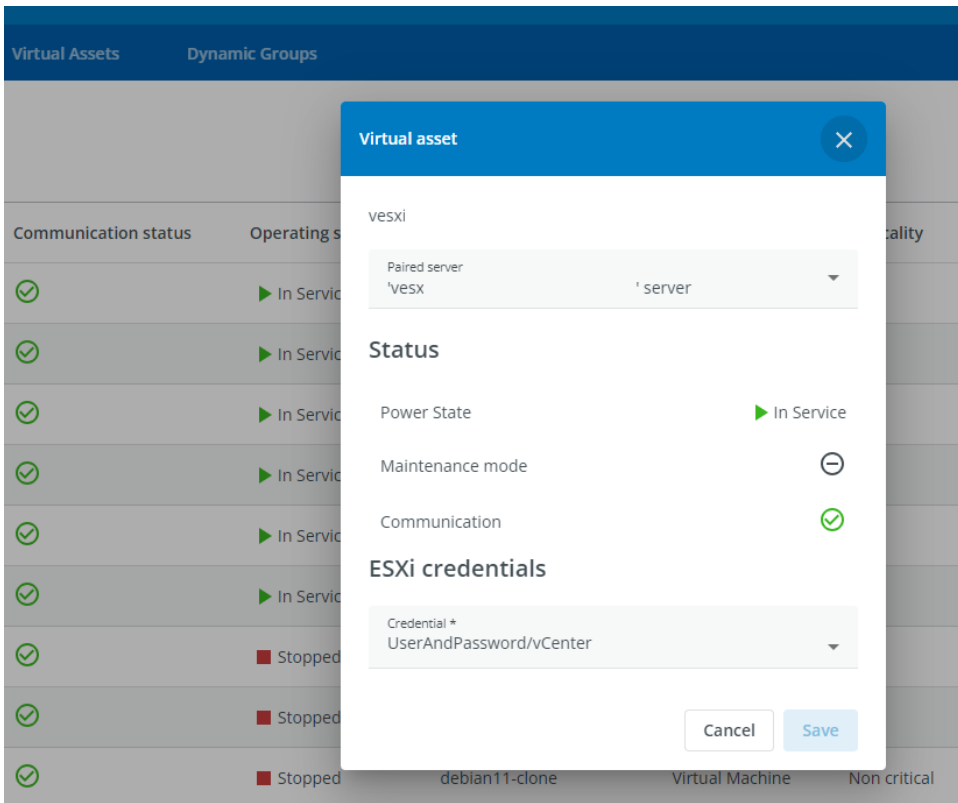 Virtual Assets Dynamic Groups
Virtual asset
vesxi
Communication status Operating s cality
Paired server
'vesx ' server
In Servic
In Servic
Status
In Servic
Power State In Service
In Servic
Maintenance mode
In Servic
Communication
ESXi credentials
In Servic
Credential *
UserAndPassword/vCenter
Stopped
Stopped
Cancel Save
Stopped debian11-clone Virtual Machine Non critical